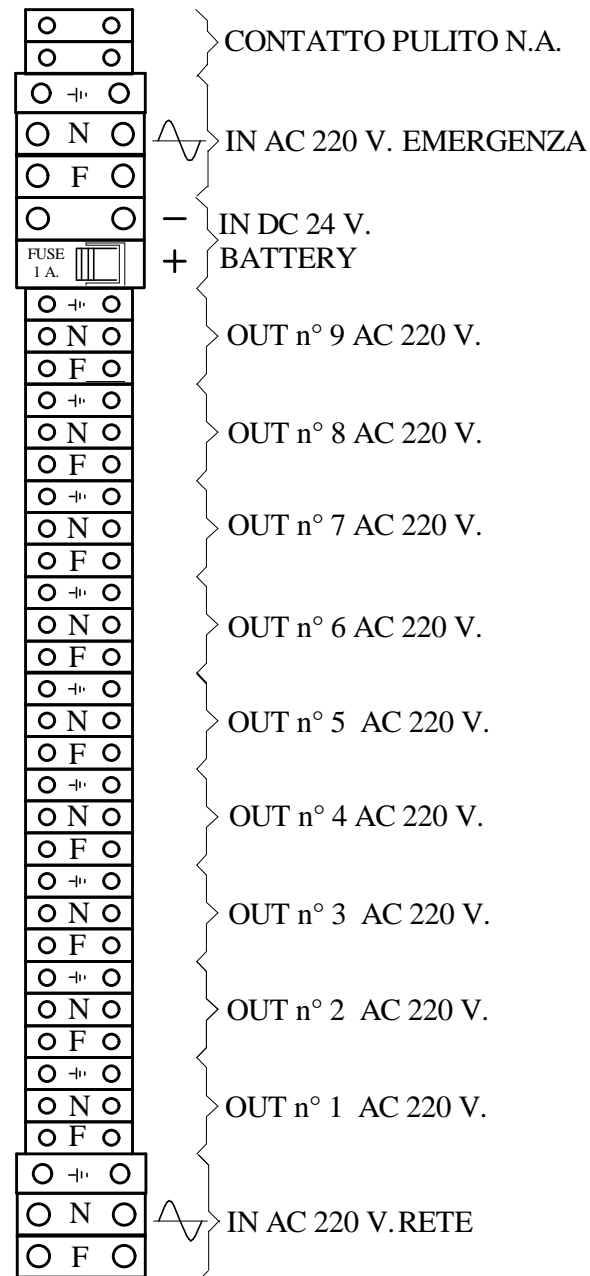 CONTATTO PULITO N.A.
N
IN AC 220 V. EMERGENZA
F
− IN DC 24 V.
FUSE
1 A.
+ BATTERY
N OUT n° 9 AC 220 V.
F
N OUT n° 8 AC 220 V.
F
N OUT n° 7 AC 220 V.
F
N OUT n° 6 AC 220 V.
F
N OUT n° 5 AC 220 V.
F
N OUT n° 4 AC 220 V.
F
N OUT n° 3 AC 220 V.
F
N OUT n° 2 AC 220 V.
F
N OUT n° 1 AC 220 V.
F
N IN AC 220 V. RETE
F